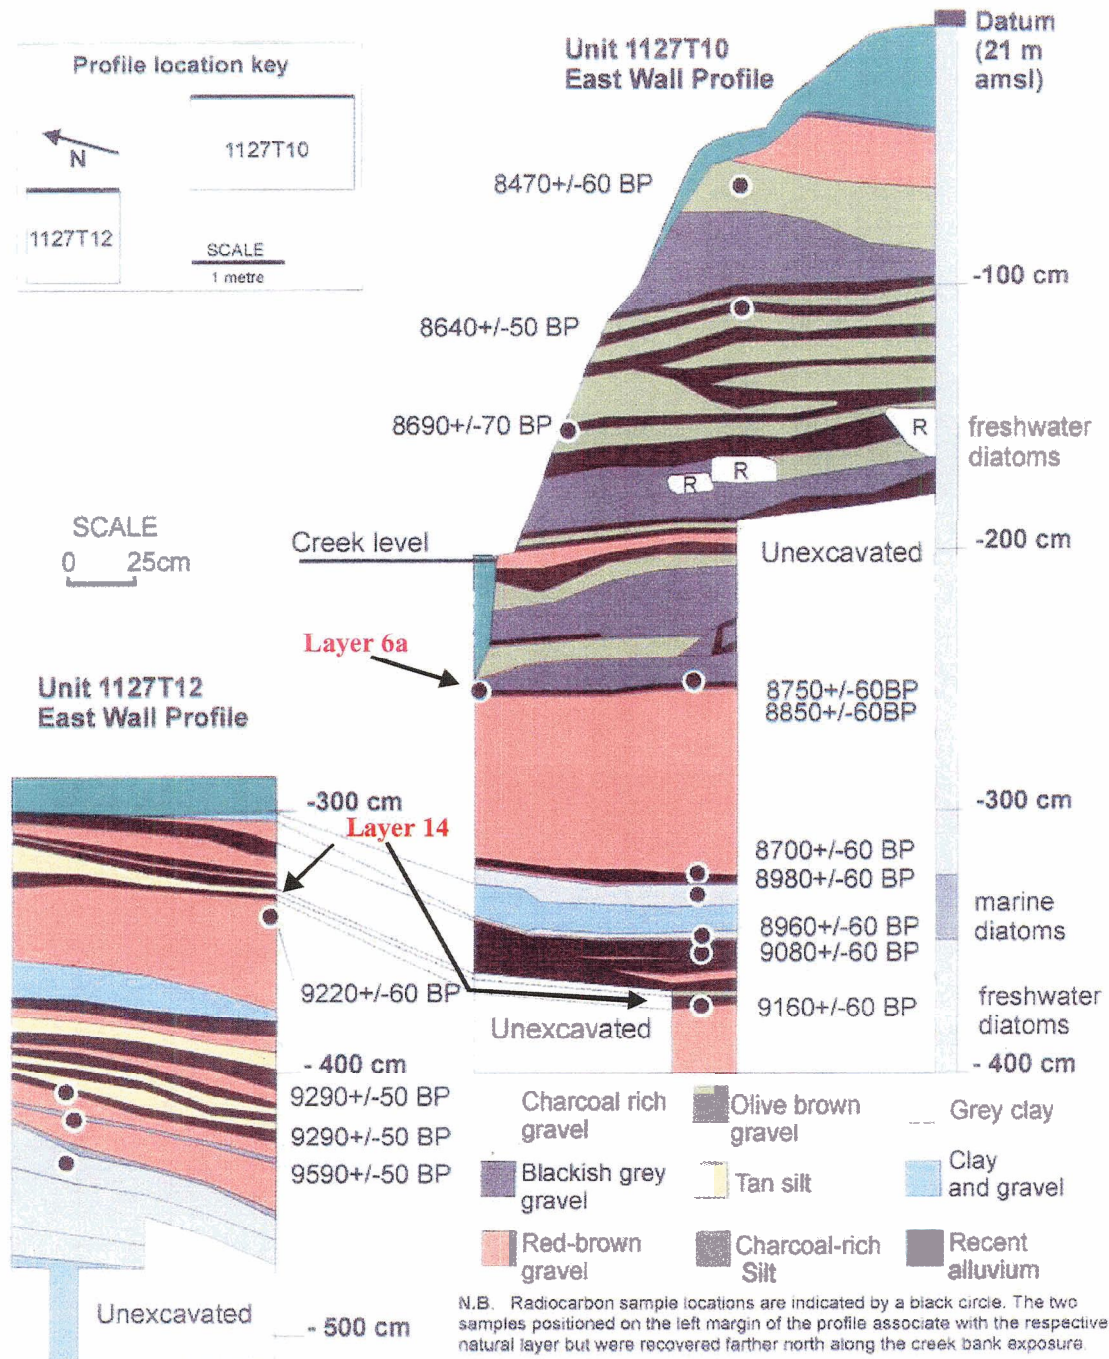 Profile location key
1127T10
N
1127T12
SCALE
1 metre
Unit 1127T10
East Wall Profile
Datum
(21 m
amsl)
8470+/-60 BP
-100 cm
8640+/-50 BP
8690+/-70 BP
R
R
R
freshwater
diatoms
SCALE
0 25cm
Creek level
Unexcavated
-200 cm
Layer 6a
Unit 1127T12
East Wall Profile
8750+/-60BP
8850+/-60BP
-300 cm
-300 cm
Layer 14
8700+/-60 BP
8980+/-60 BP
8960+/-60 BP
9080+/-60 BP
marine
diatoms
9220+/-60 BP
9160+/-60 BP
freshwater
diatoms
Unexcavated
- 400 cm
- 400 cm
9290+/-50 BP
9290+/-50 BP
9590+/-50 BP
Charcoal rich
gravel
Olive brown
gravel
Grey clay
Blackish grey
gravel
Tan silt
Clay
and gravel
Red-brown
gravel
Charcoal-rich
Silt
Recent
alluvium
Unexcavated
- 500 cm
N.B. Radiocarbon sample locations are indicated by a black circle. The two
samples positioned on the left margin of the profile associate with the respective
natural layer but were recovered farther north along the creek bank exposure.